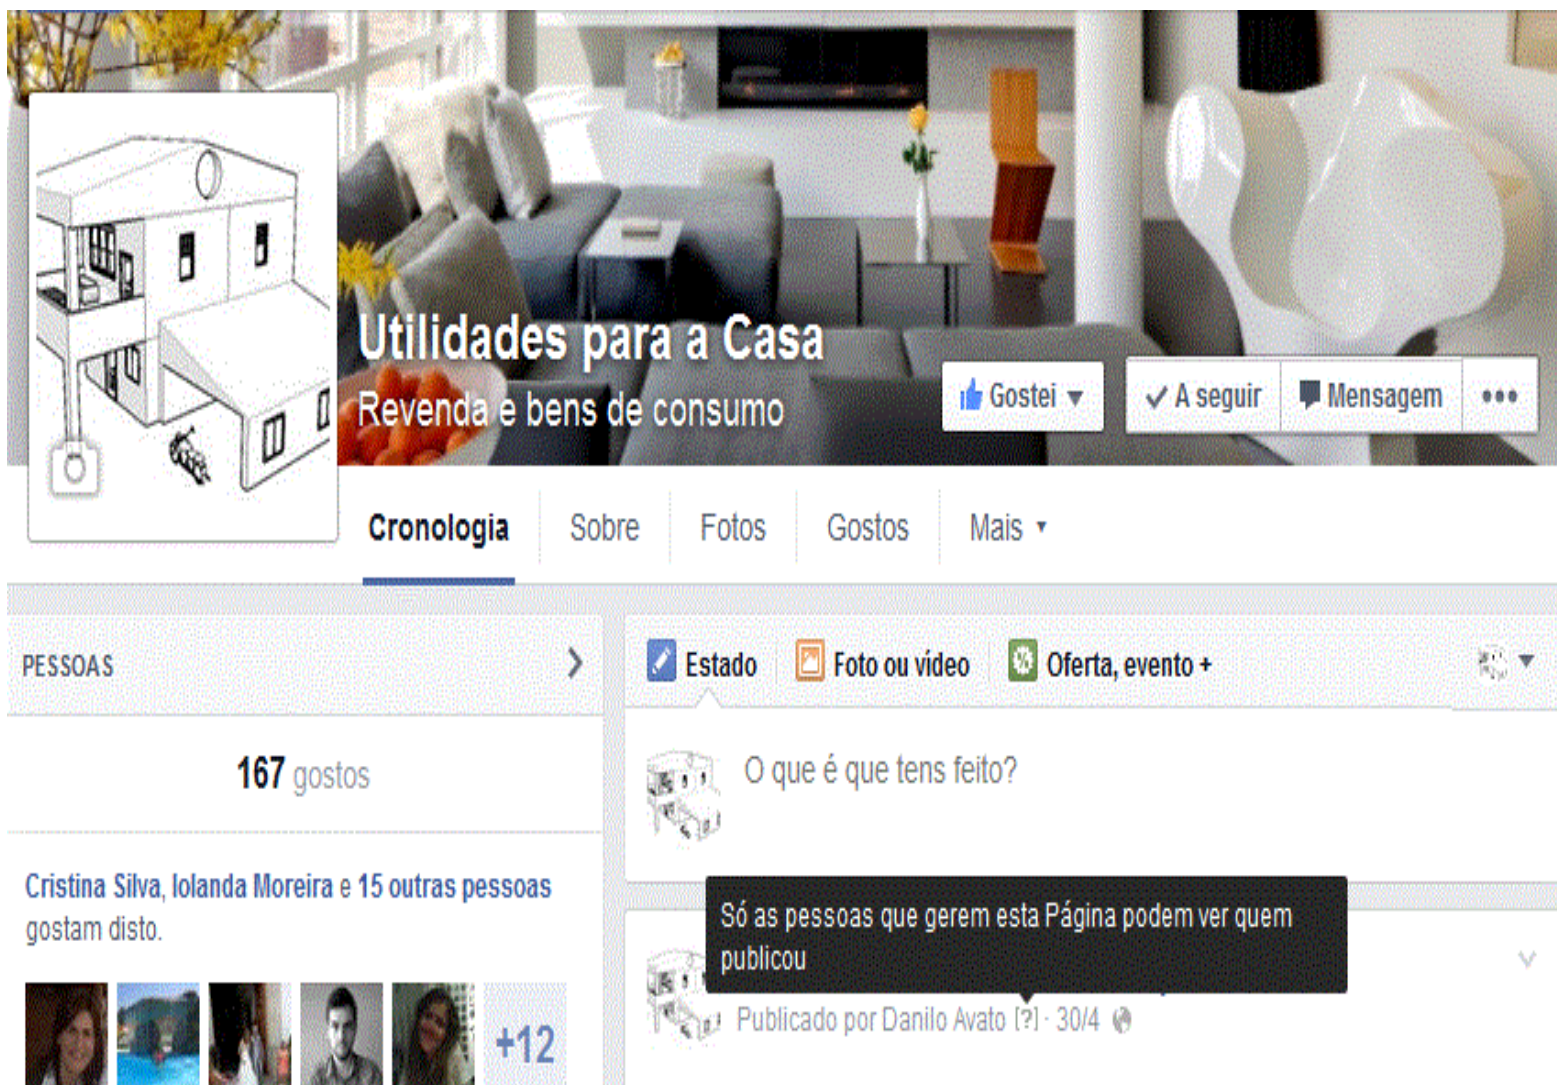 Utilidades para a Casa
Revenda e bens de consumo
Gostei
A seguir
Mensagem
Cronologia
Sobre
Fotos
Gostos
Mais
PESSOAS
167 gostos
Cristina Silva, Iolanda Moreira e 15 outras pessoas
gostam disto.
+12
Estado
Foto ou vídeo
Oferta, evento +
O que é que tens feito?
Só as pessoas que gerem esta Página podem ver quem
publicou
Publicado por Danilo Avato [?] · 30/4